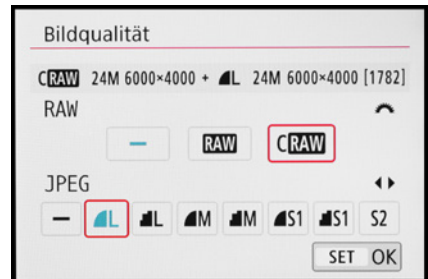 Bildqualität
CRAW 24M 6000×4000 + L 24M 6000×4000 [1782]
RAW
– RAW CRAW
JPEG
– L L M M S1 S1 S2
SET OK